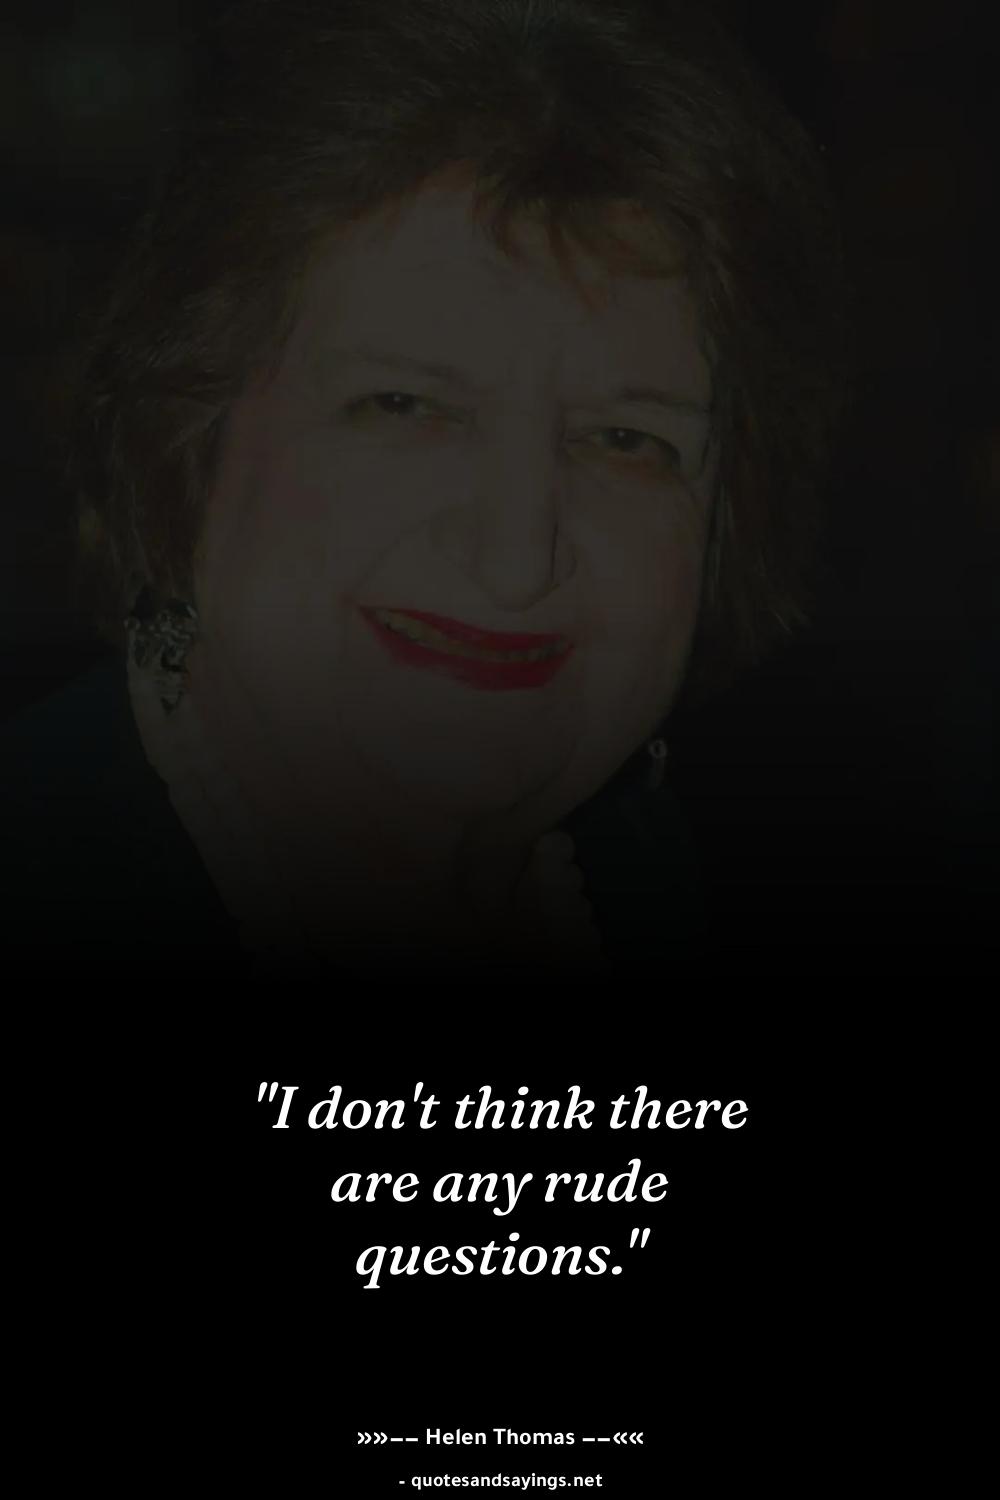 "I don't think there
are any rude
questions."
»»−− Helen Thomas −−««
- quotesandsayings.net